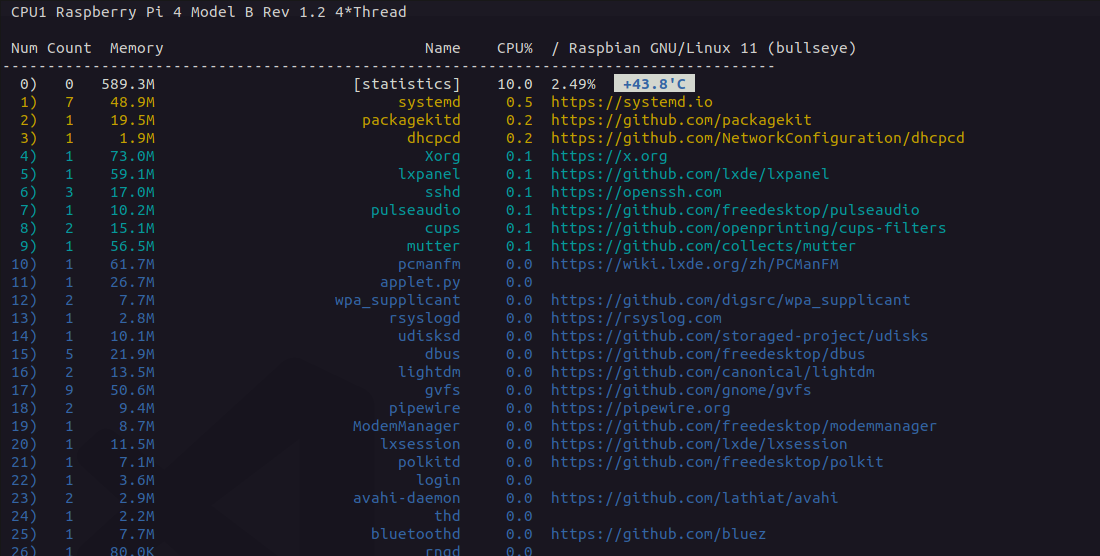 CPU1 Raspberry Pi 4 Model B Rev 1.2 4*Thread
Num Count Memory Name CPU% / Raspbian GNU/Linux 11 (bullseye)
--------------------------------------------------------------------------------------
0) 0 589.3M [statistics] 10.0 2.49% +43.8'C
1) 7 48.9M systemd 0.5 https://systemd.io
2) 1 19.5M packagekitd 0.2 https://github.com/packagekit
3) 1 1.9M dhcpcd 0.2 https://github.com/NetworkConfiguration/dhcpcd
4) 1 73.0M Xorg 0.1 https://x.org
5) 1 59.1M lxpanel 0.1 https://github.com/lxde/lxpanel
6) 3 17.0M sshd 0.1 https://openssh.com
7) 1 10.2M pulseaudio 0.1 https://github.com/freedesktop/pulseaudio
8) 2 15.1M cups 0.1 https://github.com/openprinting/cups-filters
9) 1 56.5M mutter 0.1 https://github.com/collects/mutter
10) 1 61.7M pcmanfm 0.0 https://wiki.lxde.org/zh/PCManFM
11) 1 26.7M applet.py 0.0
12) 2 7.7M wpa_supplicant 0.0 https://github.com/digsrc/wpa_supplicant
13) 1 2.8M rsyslogd 0.0 https://rsyslog.com
14) 1 10.1M udisksd 0.0 https://github.com/storaged-project/udisks
15) 5 21.9M dbus 0.0 https://github.com/freedesktop/dbus
16) 2 13.5M lightdm 0.0 https://github.com/canonical/lightdm
17) 9 50.6M gvfs 0.0 https://github.com/gnome/gvfs
18) 2 9.4M pipewire 0.0 https://pipewire.org
19) 1 8.7M ModemManager 0.0 https://github.com/freedesktop/modemmanager
20) 1 11.5M lxsession 0.0 https://github.com/lxde/lxsession
21) 1 7.1M polkitd 0.0 https://github.com/freedesktop/polkit
22) 1 3.6M login 0.0
23) 2 2.9M avahi-daemon 0.0 https://github.com/lathiat/avahi
24) 1 2.2M thd 0.0
25) 1 7.7M bluetoothd 0.0 https://github.com/bluez
26) 1 80.0K rngd 0.0